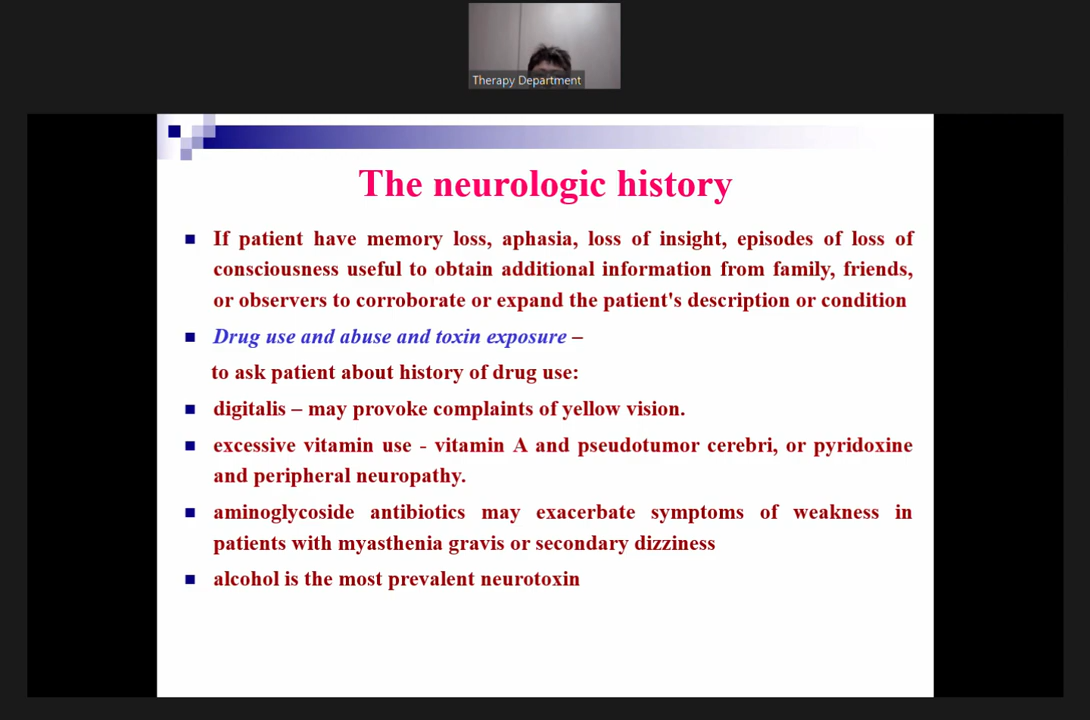 Therapy Department
The neurologic history
If patient have memory loss, aphasia, loss of insight, episodes of loss of
consciousness useful to obtain additional information from family, friends,
or observers to corroborate or expand the patient's description or condition
Drug use and abuse and toxin exposure –
to ask patient about history of drug use:
digitalis – may provoke complaints of yellow vision.
excessive vitamin use - vitamin A and pseudotumor cerebri, or pyridoxine
and peripheral neuropathy.
aminoglycoside antibiotics may exacerbate symptoms of weakness in
patients with myasthenia gravis or secondary dizziness
alcohol is the most prevalent neurotoxin